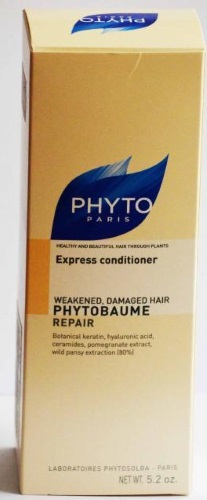 PHYTO
PHYTO
PARIS
HEALTHY AND BEAUTIFUL HAIR THROUGH PLANTS
Express conditioner
WEAKENED, DAMAGED HAIR
PHYTOBAUME
REPAIR
Botanical keratin, hyaluronic acid,
ceramides, pomegranate extract,
wild pansy extraction (80%)
LABORATOIRES PHYTOSOLBA - PARIS
NET WT. 5.2 oz.